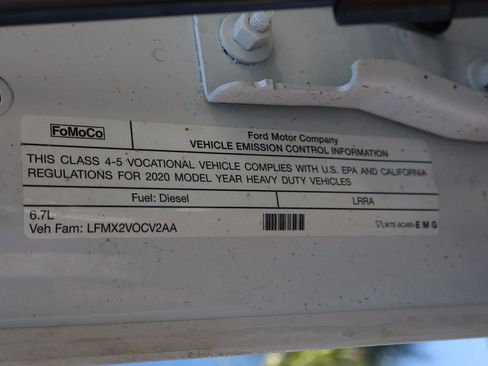 FoMoCo
Ford Motor Company
VEHICLE EMISSION CONTROL INFORMATION
THIS CLASS 4-5 VOCATIONAL VEHICLE COMPLIES WITH U.S. EPA AND CALIFORNIA
REGULATIONS FOR 2020 MODEL YEAR HEAVY DUTY VEHICLES
Fuel: Diesel
LRRA
6.7L
Veh Fam: LFMX2VOCV2AA
E M G